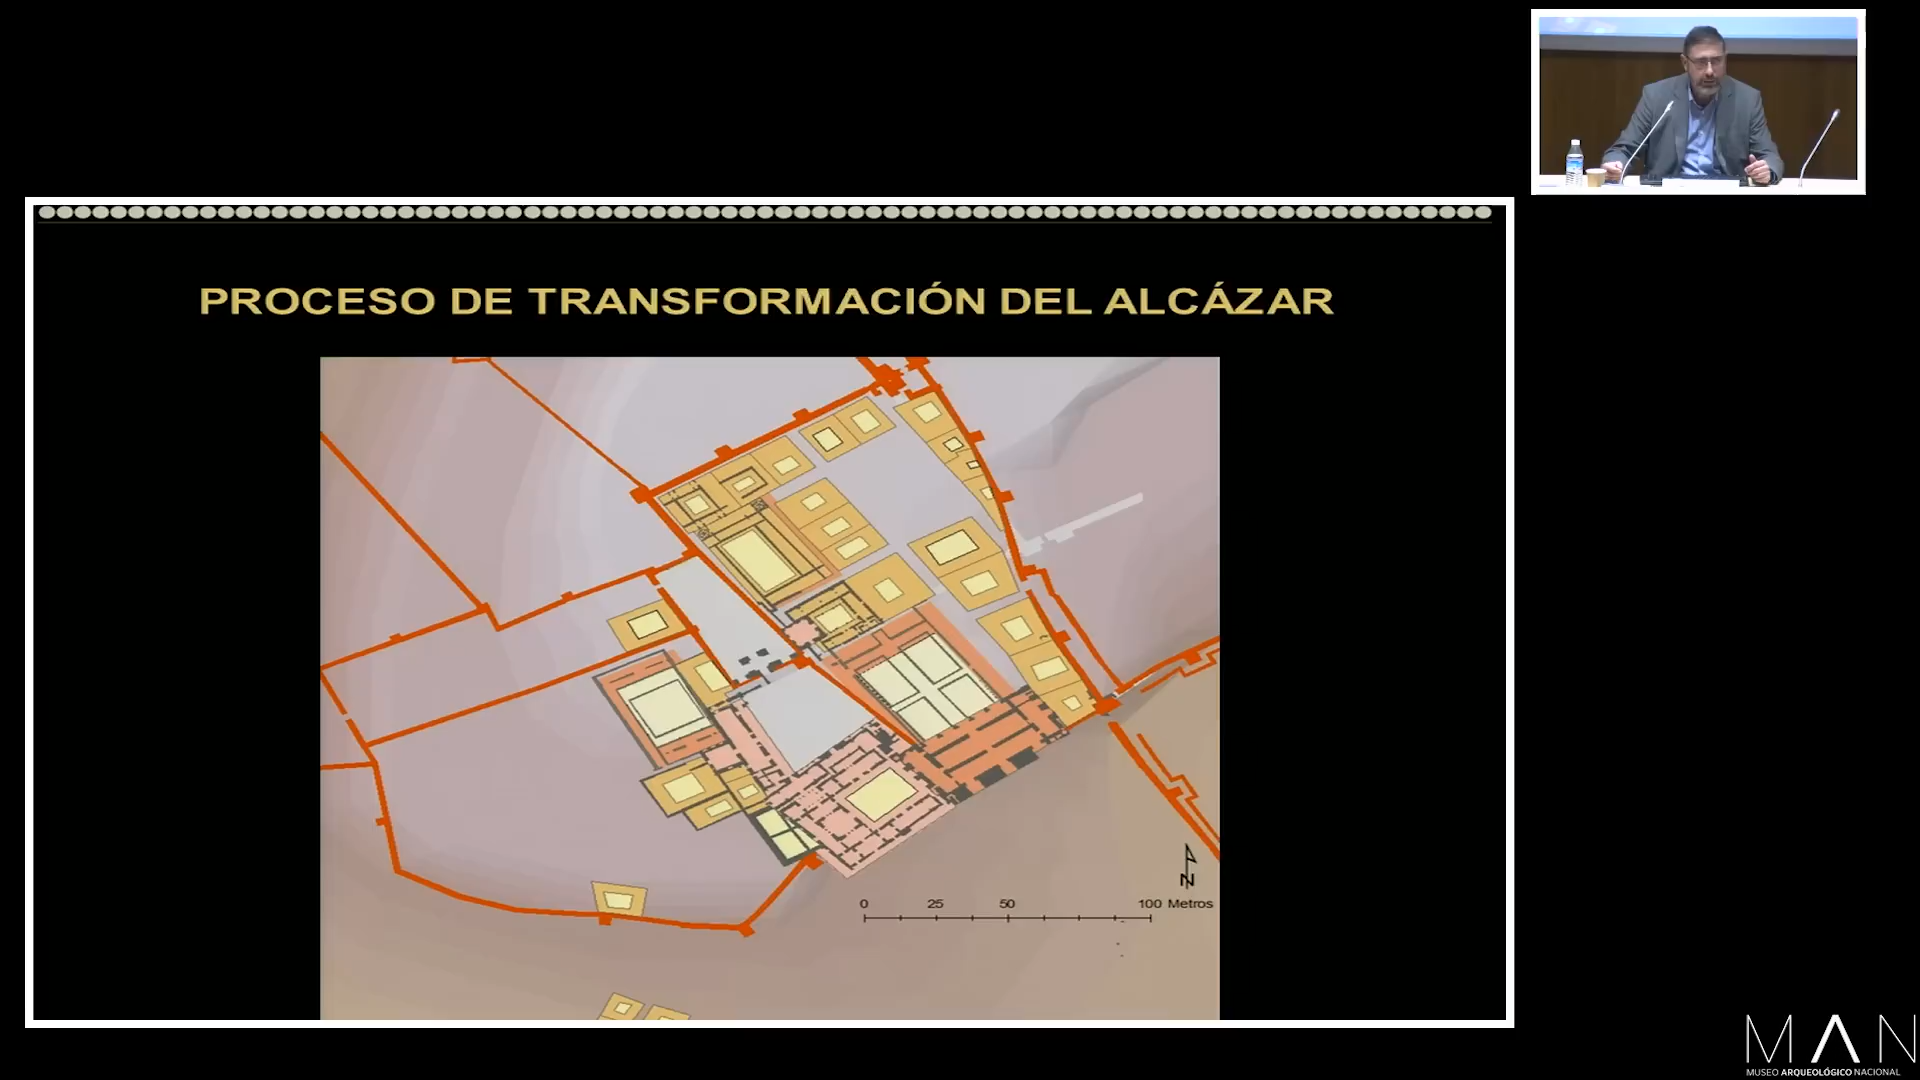 PROCESO DE TRANSFORMACIÓN DEL ALCÁZAR
N
0 25 50 100 Metros
MAN
MUSEO ARQUEOLÓGICO NACIONAL